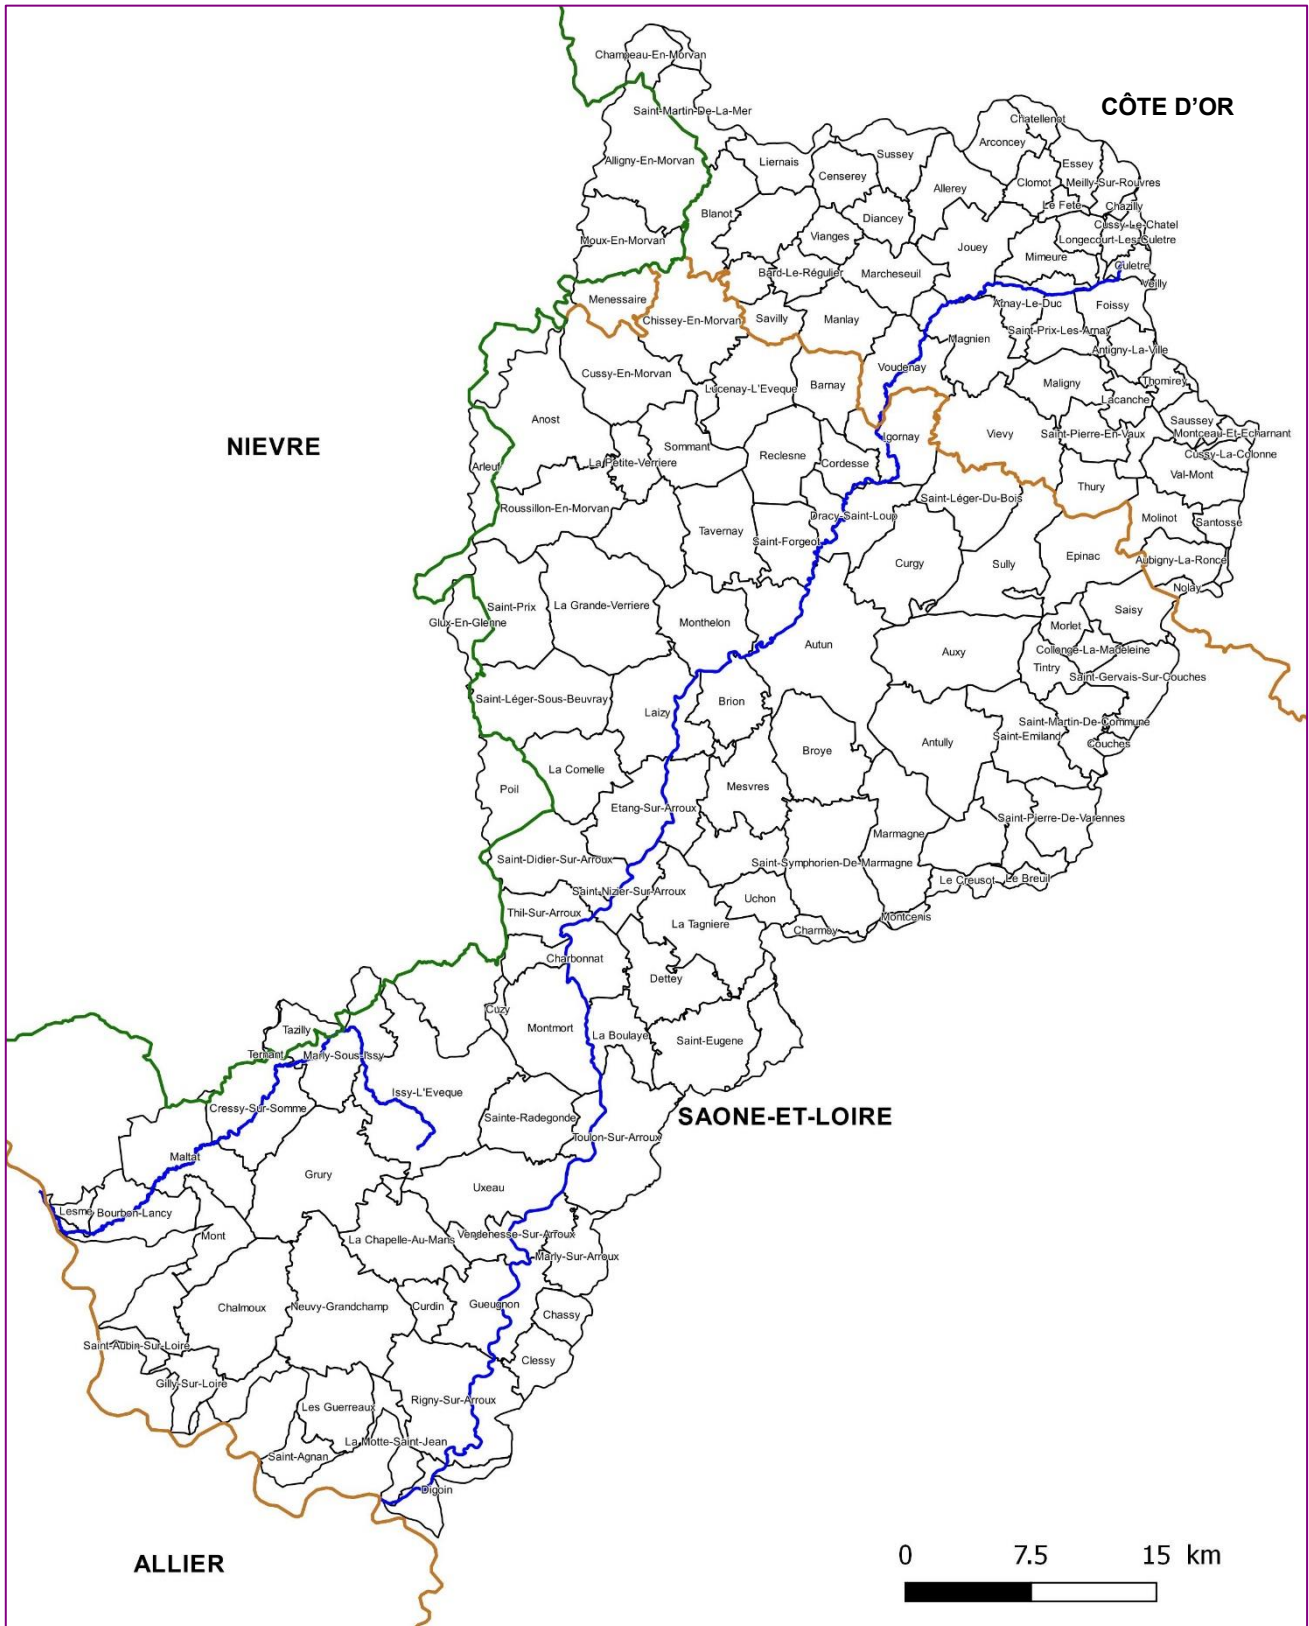 Champeau-En-Morvan
CÔTE D'OR
Saint-Martin-De-La-Mer
Chatellenot
Arconcey
Sussey
Alligny-En-Morvan
Liernais
Essey
Censerey
Clomot
Meilly-Sur-Rouvres
Allerey
Le Fete
Chazilly
Blanot
Diancey
Cussy-Le-Chatel
Moux-En-Morvan
Vianges
Longecourt-Les-Culetre
Jouey
Mimeure
Culetre
Bard-Le-Régulier
Marcheseuil
Veilly
Menessaire
Arnay-Le-Duc
Foissy
Chissey-En-Morvan
Savilly
Manlay
Saint-Prix-Les-Arnay
Magnien
Antigny-La-Ville
Voudenay
Cussy-En-Morvan
Thomirey
Maligny
Lucenay-L'Eveque
Barnay
Lacanche
Anost
Saussey
NIEVRE
Igornay
Vievy
Saint-Pierre-En-Vaux
Montceau-Et-Echarnant
Sommant
Cussy-La-Colonne
Reclesne
La Petite-Verriere
Cordesse
Arleuf
Val-Mont
Thury
Saint-Léger-Du-Bois
Roussillon-En-Morvan
Dracy-Saint-Loup
Molinot
Santosse
Tavernay
Saint-Forgeot
Epinac
Aubigny-La-Ronce
Curgy
Sully
Nolay
Saint-Prix
La Grande-Verriere
Saisy
Glux-En-Glenne
Monthelon
Morlet
Autun
Auxy
Collonge-La-Madeleine
Tintry
Saint-Gervais-Sur-Couches
Saint-Léger-Sous-Beuvray
Brion
Laizy
Saint-Martin-De-Commune
Saint-Emiland
Antully
Couches
Broye
La Comelle
Poil
Mesvres
Etang-Sur-Arroux
Saint-Pierre-De-Varennes
Marmagne
Saint-Didier-Sur-Arroux
Saint-Symphorien-De-Marmagne
Le Creusot
Le Breuil
Saint-Nizier-Sur-Arroux
Uchon
Thil-Sur-Arroux
Montcenis
La Tagniere
Charmoy
Charbonnat
Dettey
Cuzy
Tazilly
Montmort
La Boulaye
Saint-Eugene
Ternant
Marly-Sous-Issy
Issy-L'Eveque
Cressy-Sur-Somme
Sainte-Radegonde
SAONE-ET-LOIRE
Toulon-Sur-Arroux
Maltat
Grury
Uxeau
Lesme
Bourbon-Lancy
Mont
La Chapelle-Au-Mans
Vendenesse-Sur-Arroux
Marly-Sur-Arroux
Chalmoux
Neuvy-Grandchamp
Curdin
Gueugnon
Chassy
Saint-Aubin-Sur-Loire
Clessy
Gilly-Sur-Loire
Rigny-Sur-Arroux
Les Guerreaux
La Motte-Saint-Jean
Saint-Agnan
Digoin
ALLIER
0 7.5 15 km